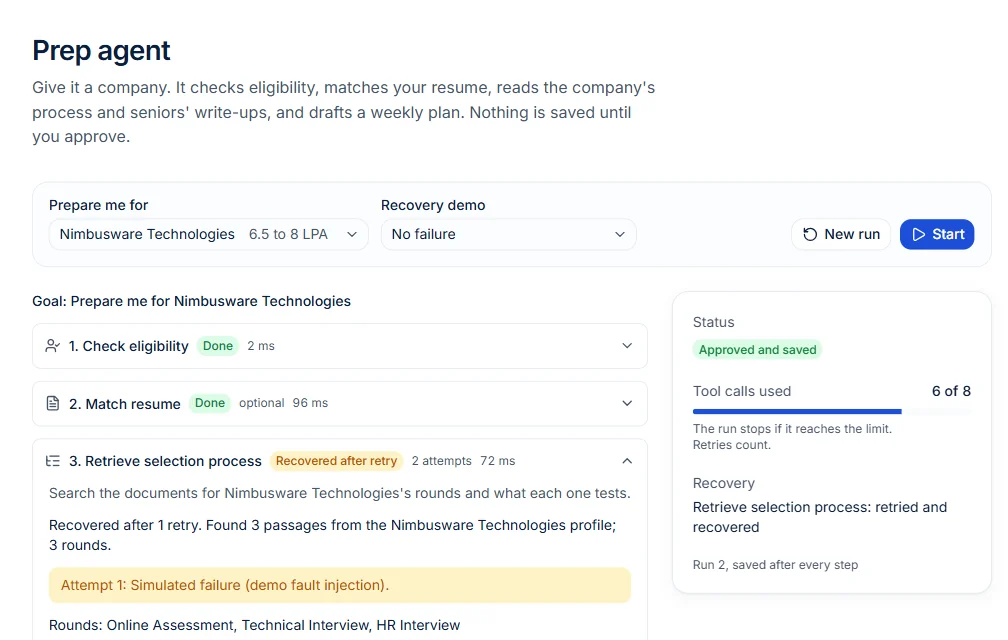 Prep agent
Give it a company. It checks eligibility, matches your resume, reads the company's
process and seniors' write-ups, and drafts a weekly plan. Nothing is saved until
you approve.
Prepare me for
Recovery demo
Nimbusware Technologies 6.5 to 8 LPA
No failure
New run
Start
Goal: Prepare me for Nimbusware Technologies
1. Check eligibility Done 2 ms
2. Match resume Done optional 96 ms
3. Retrieve selection process Recovered after retry 2 attempts 72 ms
Search the documents for Nimbusware Technologies's rounds and what each one tests.
Recovered after 1 retry. Found 3 passages from the Nimbusware Technologies profile;
3 rounds.
Attempt 1: Simulated failure (demo fault injection).
Rounds: Online Assessment, Technical Interview, HR Interview
Status
Approved and saved
Tool calls used 6 of 8
The run stops if it reaches the limit.
Retries count.
Recovery
Retrieve selection process: retried and
recovered
Run 2, saved after every step